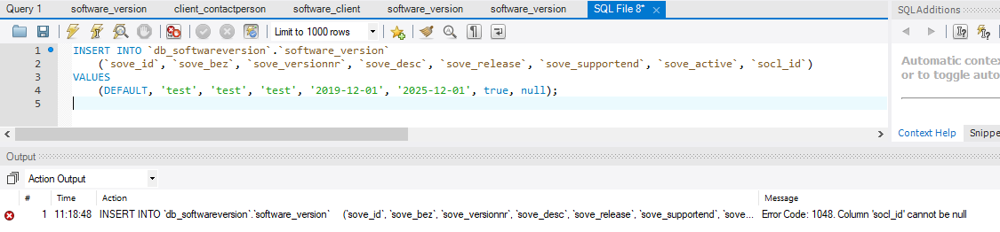 Query 1 software_version client_contactperson software_client software_version software_version SQL File 8* SQLAdditions
Limit to 1000 rows
1 INSERT INTO `db_softwareversion`.`software_version`
2 (`sove_id`, `sove_bez`, `sove_versionnr`, `sove_desc`, `sove_release`, `sove_supportend`, `sove_active`, `socl_id`)
3 VALUES
4 (DEFAULT, 'test', 'test', 'test', '2019-12-01', '2025-12-01', true, null);
5
Automatic contex
or to toggle auto
Context Help Snippe
Output
Action Output
# Time Action Message
1 11:18:48 INSERT INTO `db_softwareversion`.`software_version` (`sove_id`, `sove_bez`, `sove_versionnr`, `sove_desc`, `sove_release`, `sove_supportend`, `sove... Error Code: 1048. Column 'socl_id' cannot be null